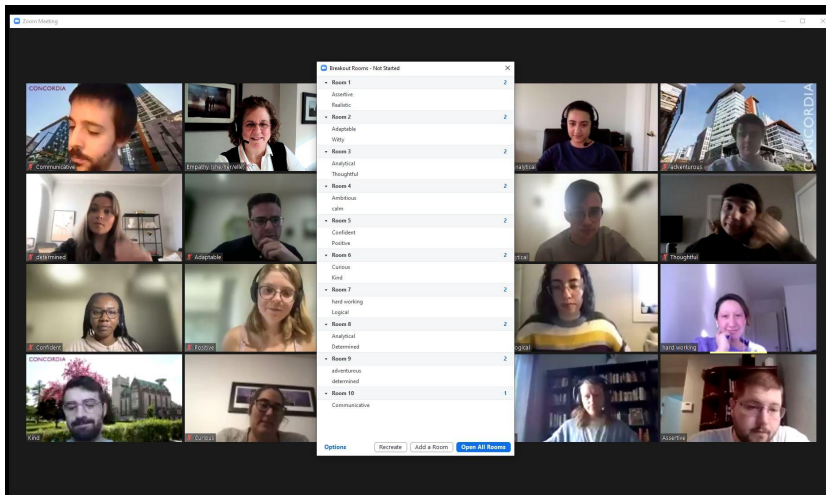 Zoom Meeting
Breakout Rooms - Not Started
Room 1 2
Assertive
Realistic
Room 2 2
Adaptable
Witty
Room 3 2
Analytical
Thoughtful
Room 4 2
Ambitious
calm
Room 5 2
Confident
Positive
Room 6 2
Curious
Kind
Room 7 2
hard working
Logical
Room 8 2
Analytical
Determined
Room 9 2
adventurous
determined
Room 10 1
Communicative
Options Recreate Add a Room Open All Rooms
CONCORDIA
Communicative
Empathy (she/her/elle)
nalytical
CONCORDIA
adventurous
determined
Adaptable
ytical
Thoughtful
Confident
Positive
ogical
hard working
CONCORDIA
Kind
Curious
Assertive